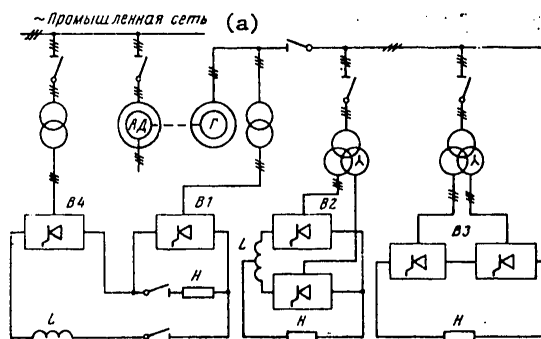 ~Промышленная сеть (а)
АД Г
В4 В1 В2 В3
L Н L Н Н